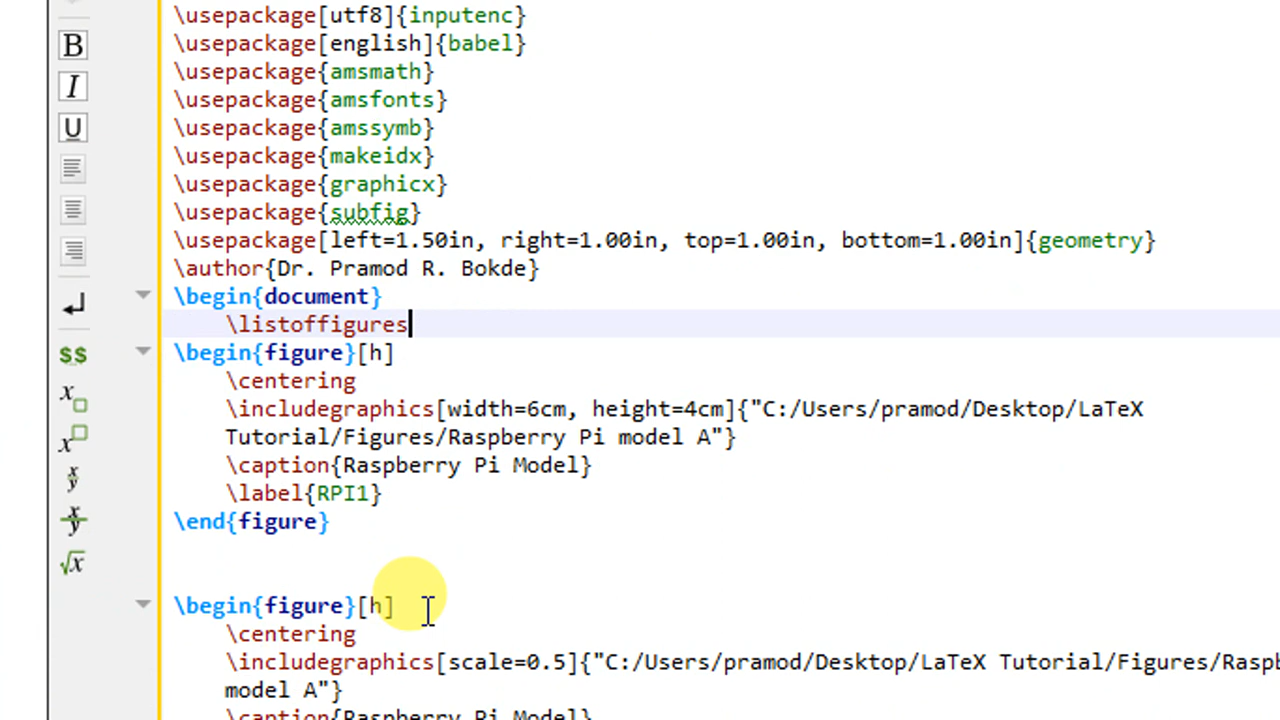 \usepackage[utf8]{inputenc}
\usepackage[english]{babel}
\usepackage{amsmath}
\usepackage{amsfonts}
\usepackage{amssymb}
\usepackage{makeidx}
\usepackage{graphicx}
\usepackage{subfig}
\usepackage[left=1.50in, right=1.00in, top=1.00in, bottom=1.00in]{geometry}
\author{Dr. Pramod R. Bokde}
\begin{document}
\listoffigures
\begin{figure}[h]
\centering
\includegraphics[width=6cm, height=4cm]{"C:/Users/pramod/Desktop/LaTeX
Tutorial/Figures/Raspberry Pi model A"}
\caption{Raspberry Pi Model}
\label{RPI1}
\end{figure}
\begin{figure}[h]
\centering
\includegraphics[scale=0.5]{"C:/Users/pramod/Desktop/LaTeX Tutorial/Figures/Rasp
model A"}
\caption{Raspberry Pi Model}
B
I
U
$$
x
x
x
y
x
y
√x